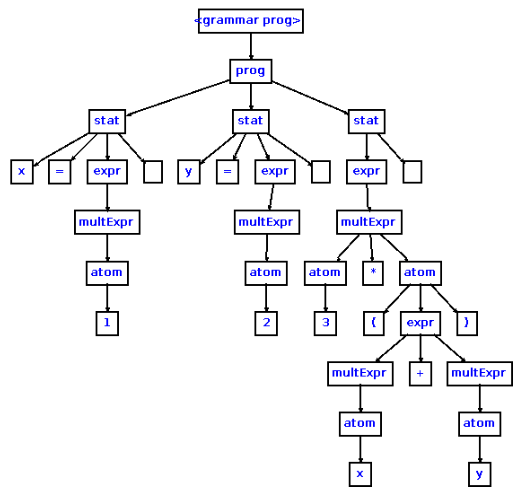 <grammar prog>
prog
stat stat stat
x = expr y = expr expr
multExpr multExpr multExpr
atom atom atom * atom
1 2 3 ( expr )
multExpr + multExpr
atom atom
x y